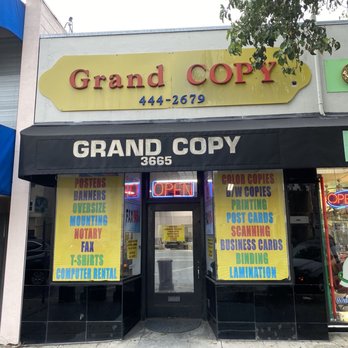 Grand COPY
444-2679
GRAND COPY
3665
POSTERS
BANNERS
OVERSIZE
MOUNTING
NOTARY
FAX
T-SHIRTS
COMPUTER RENTAL
OPEN
COLOR COPIES
B/W COPIES
PRINTING
POST CARDS
SCANNING
BUSINESS CARDS
BINDING
LAMINATION
OPEN